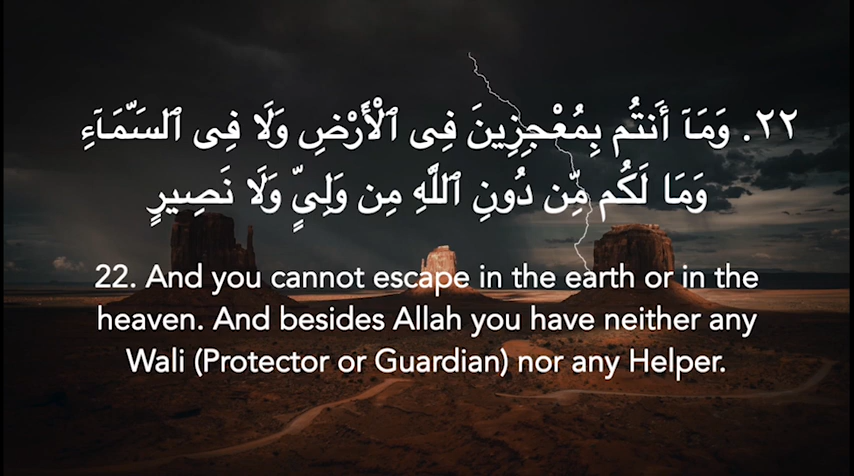 ٢٢. وَمَآ أَنتُم بِمُعْجِزِينَ فِى ٱلْأَرْضِ وَلَا فِى ٱلسَّمَآءِ
وَمَا لَكُم مِّن دُونِ ٱللَّهِ مِن وَلِىٍّ وَلَا نَصِيرٍ
22. And you cannot escape in the earth or in the
heaven. And besides Allah you have neither any
Wali (Protector or Guardian) nor any Helper.